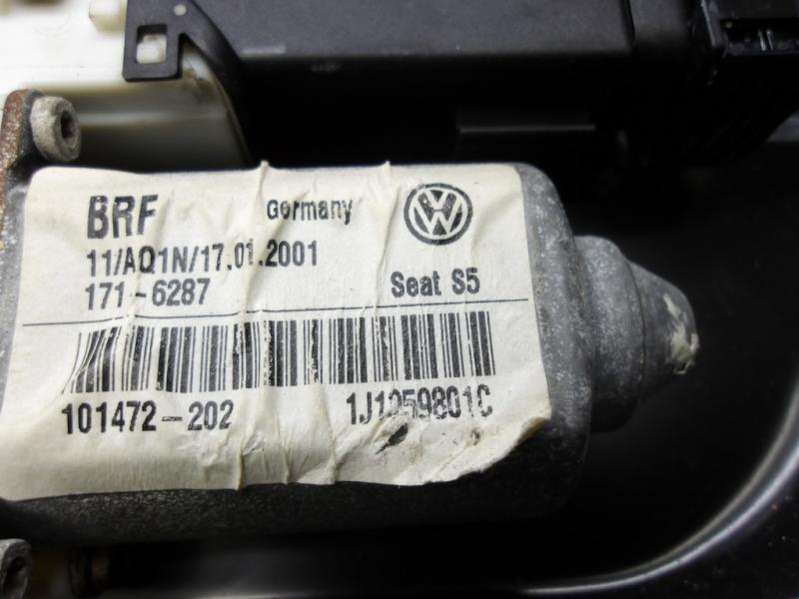 BRF Germany
11/AQ1N/17.01.2001
171-6287 Seat S5
101472-202 1J1959801C